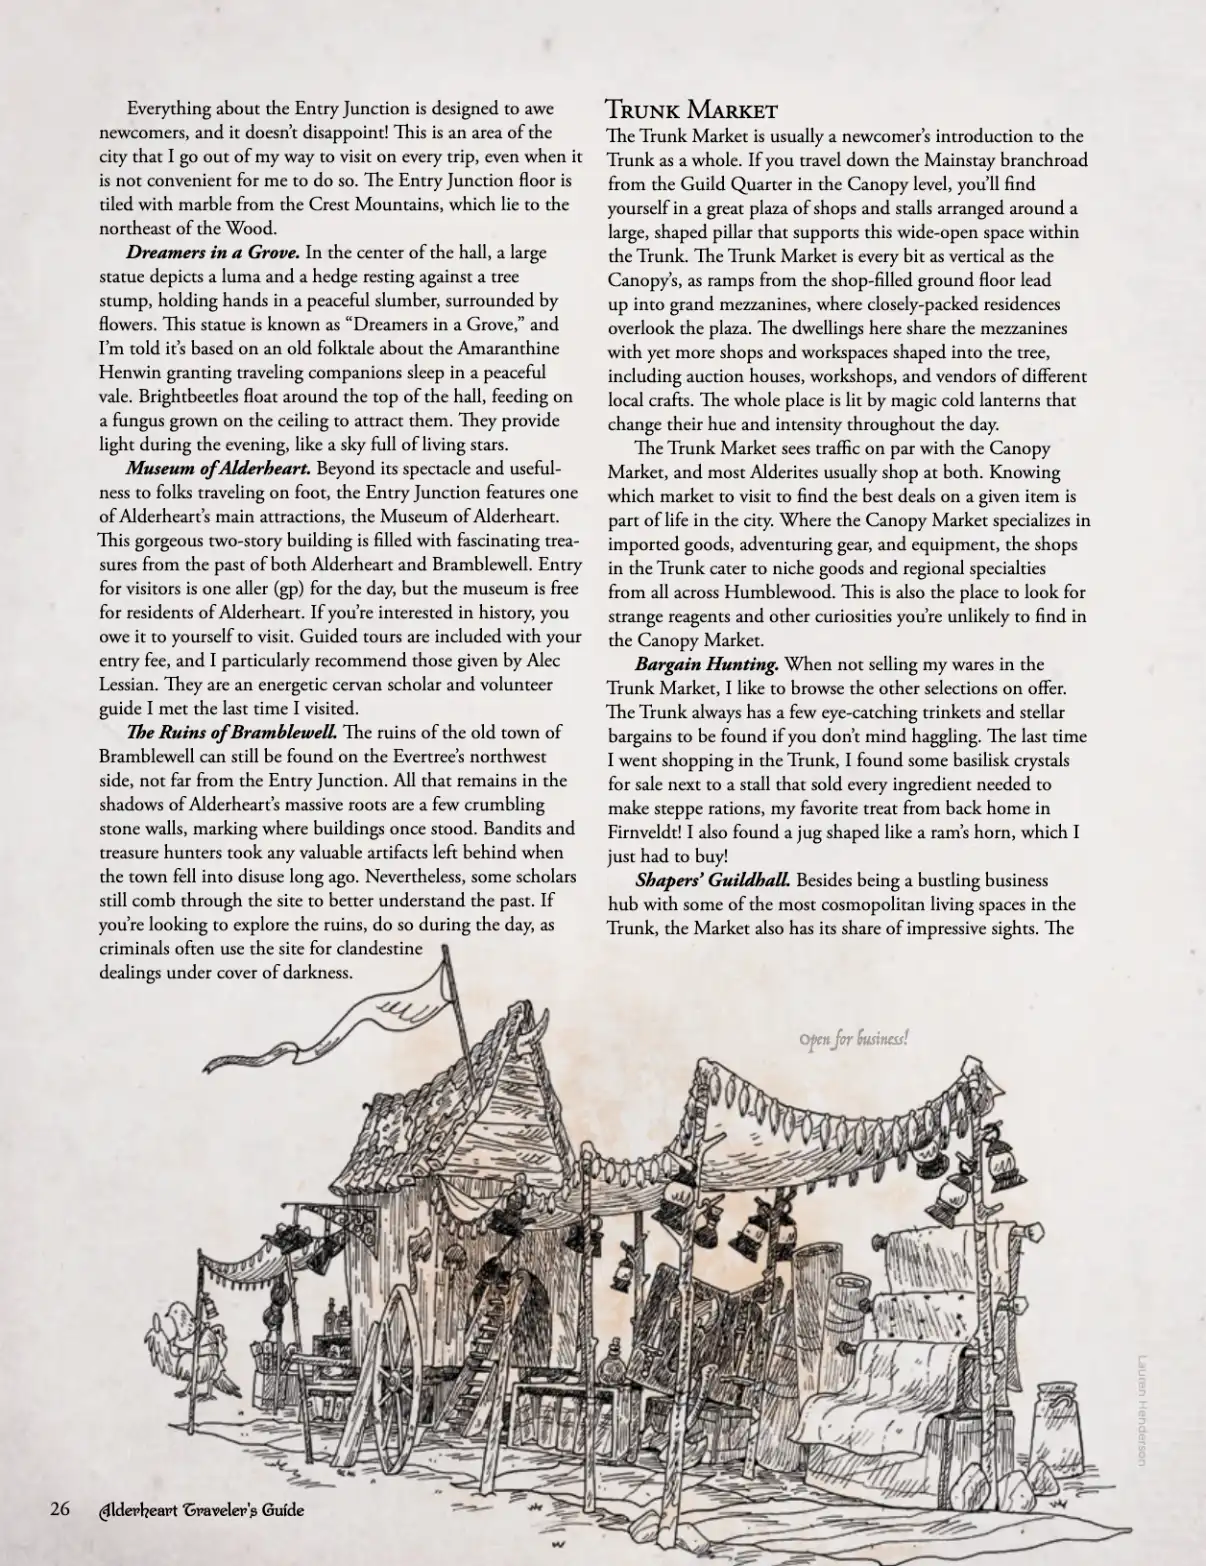 Everything about the Entry Junction is designed to awe
newcomers, and it doesn't disappoint! This is an area of the
city that I go out of my way to visit on every trip, even when it
is not convenient for me to do so. The Entry Junction floor is
tiled with marble from the Crest Mountains, which lie to the
northeast of the Wood.
Dreamers in a Grove. In the center of the hall, a large
statue depicts a luma and a hedge resting against a tree
stump, holding hands in a peaceful slumber, surrounded by
flowers. This statue is known as “Dreamers in a Grove,” and
I'm told it's based on an old folktale about the Amaranthine
Henwin granting traveling companions sleep in a peaceful
vale. Brightbeetles float around the top of the hall, feeding on
a fungus grown on the ceiling to attract them. They provide
light during the evening, like a sky full of living stars.
Museum of Alderheart. Beyond its spectacle and useful-
ness to folks traveling on foot, the Entry Junction features one
of Alderheart's main attractions, the Museum of Alderheart.
This gorgeous two-story building is filled with fascinating trea-
sures from the past of both Alderheart and Bramblewell. Entry
for visitors is one aller (gp) for the day, but the museum is free
for residents of Alderheart. If you're interested in history, you
owe it to yourself to visit. Guided tours are included with your
entry fee, and I particularly recommend those given by Alec
Lessian. They are an energetic cervan scholar and volunteer
guide I met the last time I visited.
The Ruins of Bramblewell. The ruins of the old town of
Bramblewell can still be found on the Evertree's northwest
side, not far from the Entry Junction. All that remains in the
shadows of Alderheart's massive roots are a few crumbling
stone walls, marking where buildings once stood. Bandits and
treasure hunters took any valuable artifacts left behind when
the town fell into disuse long ago. Nevertheless, some scholars
still comb through the site to better understand the past. If
you're looking to explore the ruins, do so during the day, as
criminals often use the site for clandestine
dealings under cover of darkness.
Trunk Market
The Trunk Market is usually a newcomer's introduction to the
Trunk as a whole. If you travel down the Mainstay branchroad
from the Guild Quarter in the Canopy level, you'll find
yourself in a great plaza of shops and stalls arranged around a
large, shaped pillar that supports this wide-open space within
the Trunk. The Trunk Market is every bit as vertical as the
Canopy's, as ramps from the shop-filled ground floor lead
up into grand mezzanines, where closely-packed residences
overlook the plaza. The dwellings here share the mezzanines
with yet more shops and workspaces shaped into the tree,
including auction houses, workshops, and vendors of different
local crafts. The whole place is lit by magic cold lanterns that
change their hue and intensity throughout the day.
The Trunk Market sees traffic on par with the Canopy
Market, and most Alderites usually shop at both. Knowing
which market to visit to find the best deals on a given item is
part of life in the city. Where the Canopy Market specializes in
imported goods, adventuring gear, and equipment, the shops
in the Trunk cater to niche goods and regional specialties
from all across Humblewood. This is also the place to look for
strange reagents and other curiosities you're unlikely to find in
the Canopy Market.
Bargain Hunting. When not selling my wares in the
Trunk Market, I like to browse the other selections on offer.
The Trunk always has a few eye-catching trinkets and stellar
bargains to be found if you don't mind haggling. The last time
I went shopping in the Trunk, I found some basilisk crystals
for sale next to a stall that sold every ingredient needed to
make steppe rations, my favorite treat from back home in
Firnveldt! I also found a jug shaped like a ram's horn, which I
just had to buy!
Shapers' Guildhall. Besides being a bustling business
hub with some of the most cosmopolitan living spaces in the
Trunk, the Market also has its share of impressive sights. The
Open for business!
Lauren Henderson
26 Alderheart Traveler's Guide